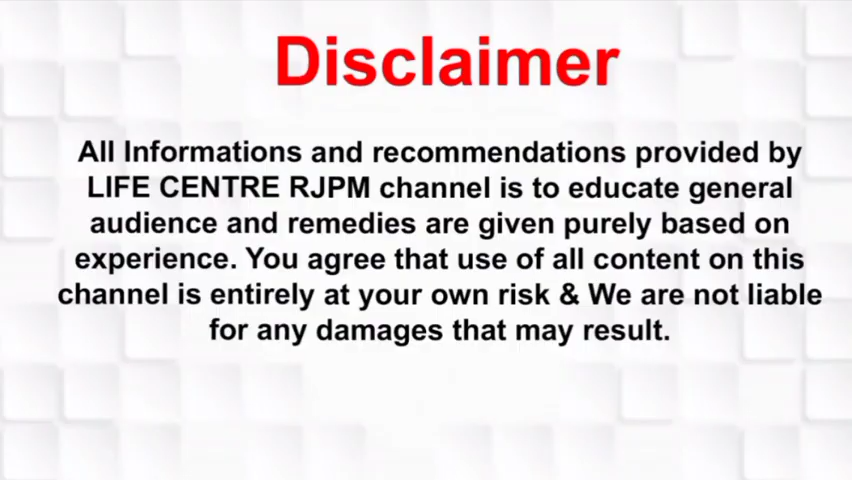 Disclaimer
All Informations and recommendations provided by
LIFE CENTRE RJPM channel is to educate general
audience and remedies are given purely based on
experience. You agree that use of all content on this
channel is entirely at your own risk & We are not liable
for any damages that may result.